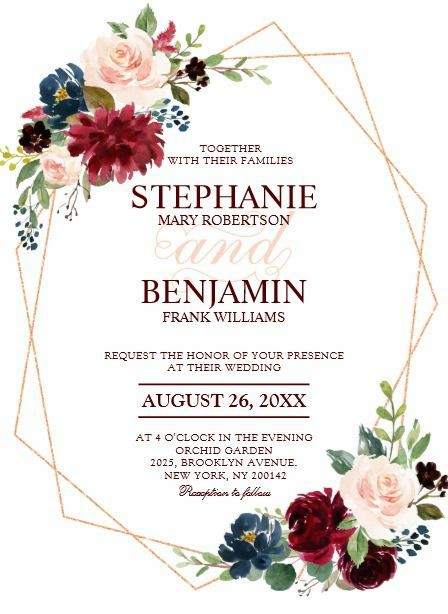 TOGETHER
WITH THEIR FAMILIES
STEPHANIE
MARY ROBERTSON
and
BENJAMIN
FRANK WILLIAMS
REQUEST THE HONOR OF YOUR PRESENCE
AT THEIR WEDDING
AUGUST 26, 20XX
AT 4 O'CLOCK IN THE EVENING
ORCHID GARDEN
2025, BROOKLYN AVENUE.
NEW YORK, NY 200142
Reception to follow